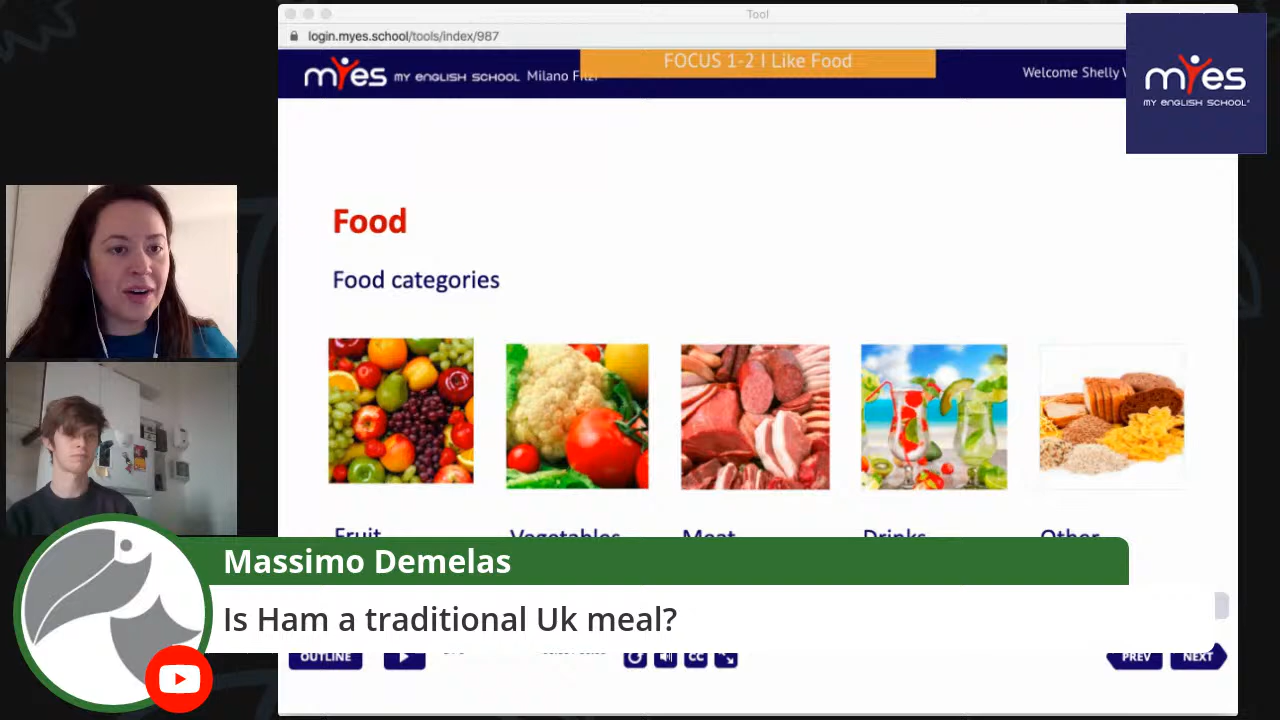 Tool
login.myes.school/tools/index/987
FOCUS 1-2 I Like Food
myes MY ENGLISH SCHOOL Milano
Welcome Shelly
myes
MY ENGLISH SCHOOL
Food
Food categories
Fruit Vegetables Meat Drinks Other
Massimo Demelas
Is Ham a traditional Uk meal?
OUTLINE CC PREV NEXT